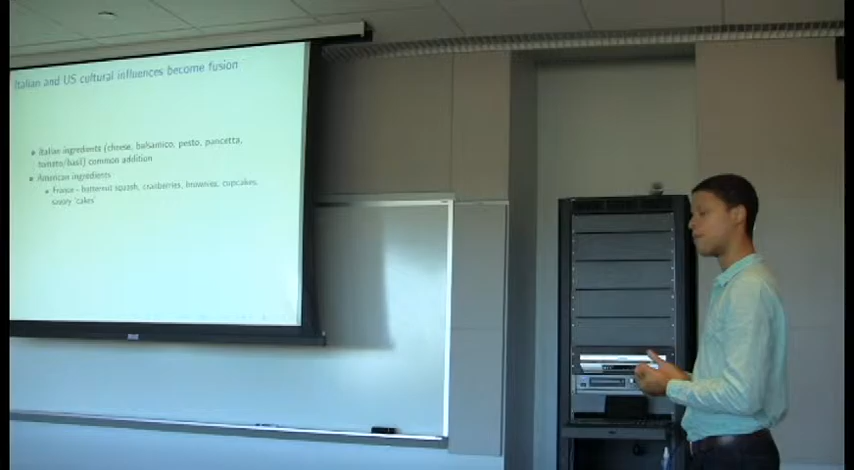 Italian and US cultural influences become fusion
Italian ingredients (cheese, balsamico, pesto, pancetta,
tomato/basil) common addition
American ingredients
France - butternut squash, cranberries, brownies, cupcakes,
savory 'cakes'